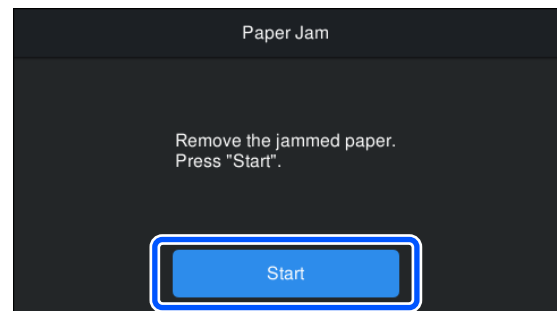 Paper Jam
Remove the jammed paper.
Press "Start".
Start